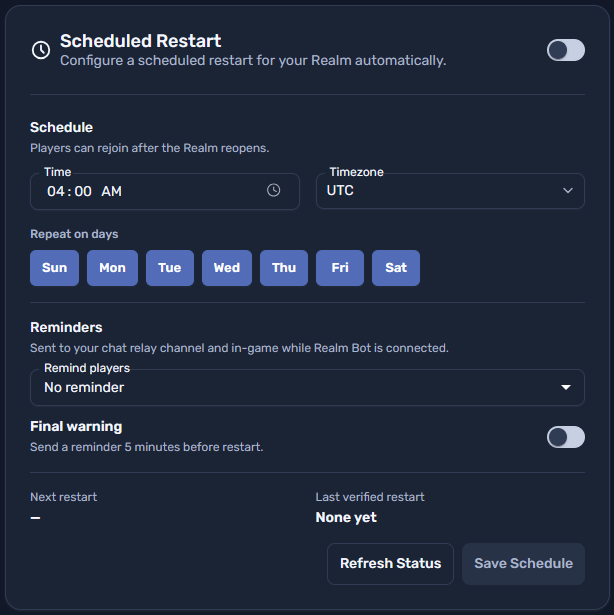 Scheduled Restart
Configure a scheduled restart for your Realm automatically.
Schedule
Players can rejoin after the Realm reopens.
Time
04:00 AM
Timezone
UTC
Repeat on days
Sun Mon Tue Wed Thu Fri Sat
Reminders
Sent to your chat relay channel and in-game while Realm Bot is connected.
Remind players
No reminder
Final warning
Send a reminder 5 minutes before restart.
Next restart
–
Last verified restart
None yet
Refresh Status Save Schedule